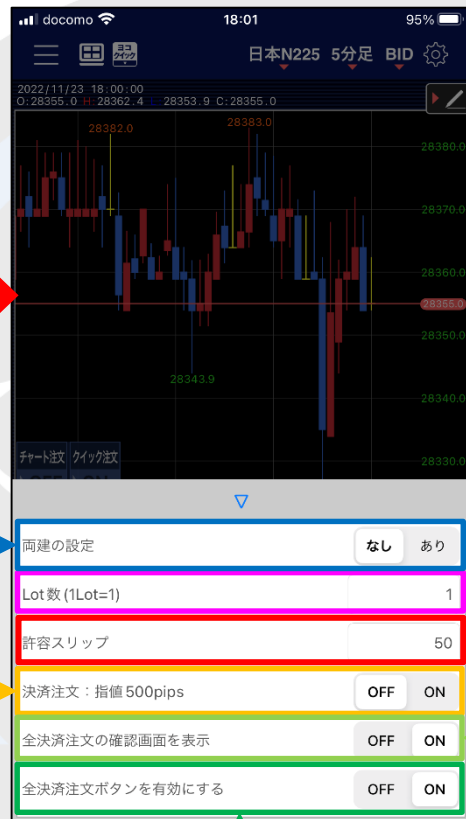 docomo 18:01 95%
ヨコ クイック 日本N225 5分足 BID
2022/11/23 18:00:00
O:28355.0 H:28362.4 L:28353.9 C:28355.0
28382.0 28383.0
28380.0
28370.0
28360.0
28355.0
28350.0
28343.9
28340.0
チャート注文 クイック注文
28330.0
両建の設定 なし あり
Lot数(1Lot=1) 1
許容スリップ 50
決済注文：指値500pips OFF ON
全決済注文の確認画面を表示 OFF ON
全決済注文ボタンを有効にする OFF ON